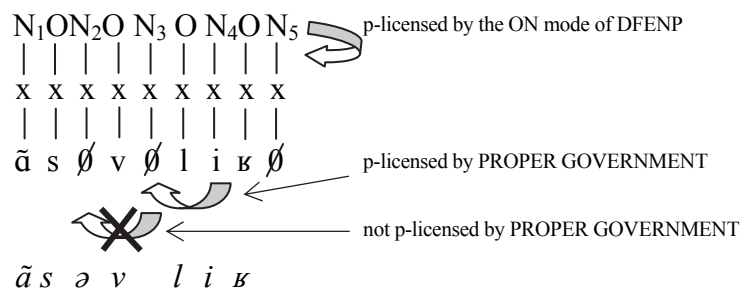 N₁ON₂O N₃ O N₄O N₅ p-licensed by the ON mode of DFENP
x x x x x x x x x
ã s ∅ v ∅ l i ʁ ∅ p-licensed by PROPER GOVERNMENT
not p-licensed by PROPER GOVERNMENT
ã s ə v l i ʁ